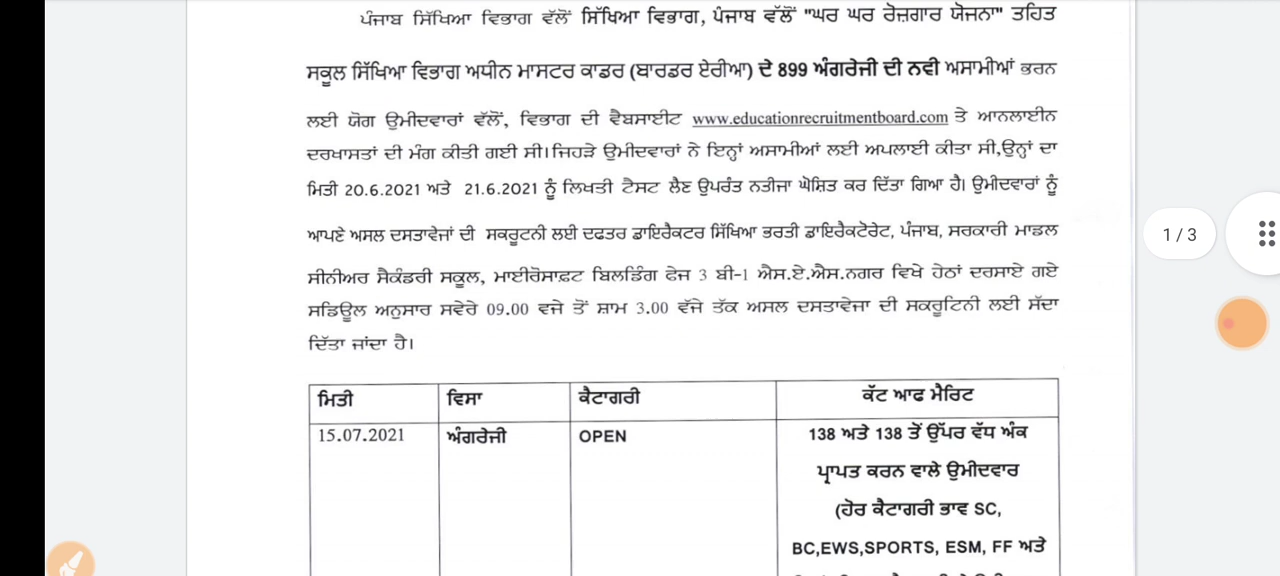 ਪੰਜਾਬ ਸਿੱਖਿਆ ਵਿਭਾਗ ਵੱਲੋਂ ਸਿੱਖਿਆ ਵਿਭਾਗ, ਪੰਜਾਬ ਵੱਲੋਂ "ਘਰ ਘਰ ਰੋਜ਼ਗਾਰ ਯੋਜਨਾ" ਤਹਿਤ
ਸਕੂਲ ਸਿੱਖਿਆ ਵਿਭਾਗ ਅਧੀਨ ਮਾਸਟਰ ਕਾਡਰ (ਬਾਰਡਰ ਏਰੀਆ) ਦੇ 899 ਅੰਗਰੇਜੀ ਦੀ ਨਵੀ ਅਸਾਮੀਆਂ ਭਰਨ
ਲਈ ਯੋਗ ਉਮੀਦਵਾਰਾਂ ਵੱਲੋਂ, ਵਿਭਾਗ ਦੀ ਵੈਬਸਾਈਟ www.educationrecruitmentboard.com ਤੇ ਆਨਲਾਈਨ
ਦਰਖਾਸਤਾਂ ਦੀ ਮੰਗ ਕੀਤੀ ਗਈ ਸੀ।ਜਿਹੜੇ ਉਮੀਦਵਾਰਾਂ ਨੇ ਇਨ੍ਹਾਂ ਅਸਾਮੀਆਂ ਲਈ ਅਪਲਾਈ ਕੀਤਾ ਸੀ,ਉਨ੍ਹਾਂ ਦਾ
ਮਿਤੀ 20.6.2021 ਅਤੇ 21.6.2021 ਨੂੰ ਲਿਖਤੀ ਟੈਸਟ ਲੈਣ ਉਪਰੰਤ ਨਤੀਜਾ ਘੋਸ਼ਿਤ ਕਰ ਦਿੱਤਾ ਗਿਆ ਹੈ। ਉਮੀਦਵਾਰਾਂ ਨੂੰ
ਆਪਣੇ ਅਸਲ ਦਸਤਾਵੇਜਾਂ ਦੀ ਸਕਰੂਟਨੀ ਲਈ ਦਫਤਰ ਡਾਇਰੈਕਟਰ ਸਿੱਖਿਆ ਭਰਤੀ ਡਾਇਰੈਕਟੋਰੇਟ, ਪੰਜਾਬ, ਸਰਕਾਰੀ ਮਾਡਲ
ਸੀਨੀਅਰ ਸੈਕੰਡਰੀ ਸਕੂਲ, ਮਾਈਰੋਸਾਫ਼ਟ ਬਿਲਡਿੰਗ ਫੇਜ 3 ਬੀ-1 ਐਸ.ਏ.ਐਸ.ਨਗਰ ਵਿਖੇ ਹੇਠਾਂ ਦਰਸਾਏ ਗਏ
ਸਡਿਊਲ ਅਨੁਸਾਰ ਸਵੇਰੇ 09.00 ਵਜੇ ਤੋਂ ਸ਼ਾਮ 3.00 ਵੱਜੇ ਤੱਕ ਅਸਲ ਦਸਤਾਵੇਜਾ ਦੀ ਸਕਰੂਟਿਨੀ ਲਈ ਸੱਦਾ
ਦਿੱਤਾ ਜਾਂਦਾ ਹੈ।
1 / 3
ਮਿਤੀ ਵਿਸਾ ਕੈਟਾਗਰੀ ਕੱਟ ਆਫ ਮੈਰਿਟ
15.07.2021 ਅੰਗਰੇਜੀ OPEN 138 ਅਤੇ 138 ਤੋਂ ਉੱਪਰ ਵੱਧ ਅੰਕ
ਪ੍ਰਾਪਤ ਕਰਨ ਵਾਲੇ ਉਮੀਦਵਾਰ
(ਹੋਰ ਕੈਟਾਗਰੀ ਭਾਵ SC,
BC,EWS,SPORTS, ESM, FF ਅਤੇ